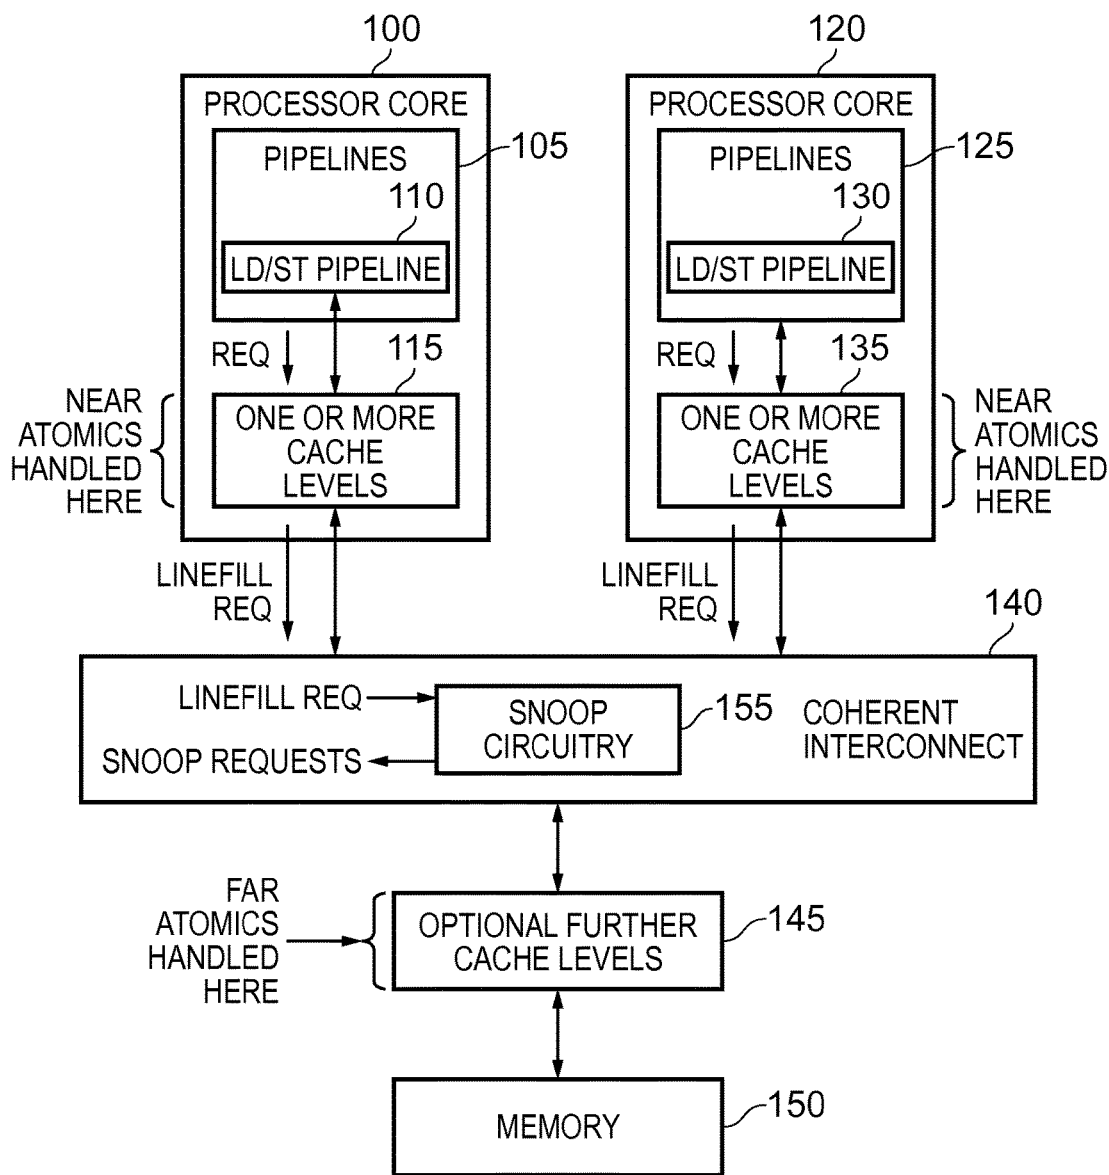 100
120
PROCESSOR CORE
PROCESSOR CORE
PIPELINES
105
PIPELINES
125
110
130
LD/ST PIPELINE
LD/ST PIPELINE
REQ
115
REQ
135
NEAR
ATOMICS
HANDLED
HERE
ONE OR MORE
CACHE
LEVELS
ONE OR MORE
CACHE
LEVELS
NEAR
ATOMICS
HANDLED
HERE
LINEFILL
REQ
LINEFILL
REQ
140
LINEFILL REQ
SNOOP REQUESTS
SNOOP
CIRCUITRY
155
COHERENT
INTERCONNECT
FAR
ATOMICS
HANDLED
HERE
OPTIONAL FURTHER
CACHE LEVELS
145
MEMORY
150